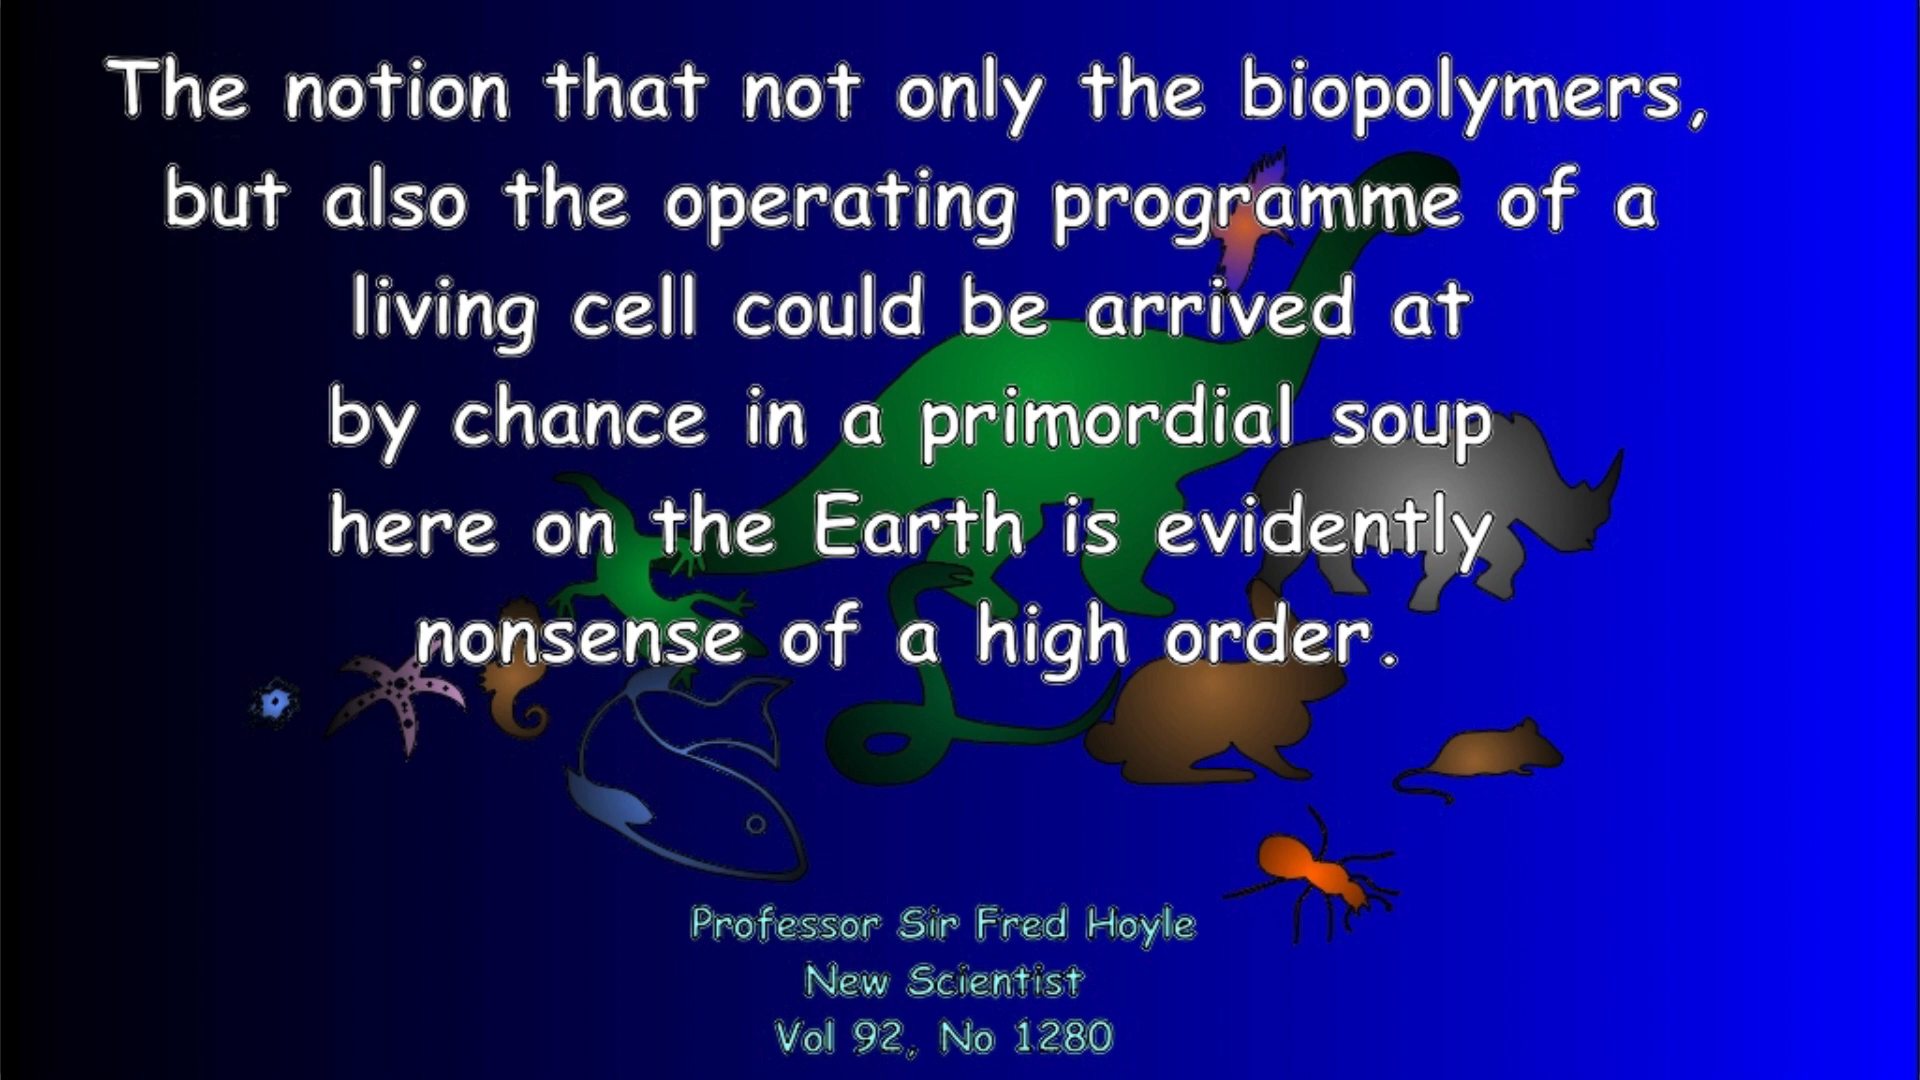 The notion that not only the biopolymers,
but also the operating programme of a
living cell could be arrived at
by chance in a primordial soup
here on the Earth is evidently
nonsense of a high order.
Professor Sir Fred Hoyle
New Scientist
Vol 92, No 1280